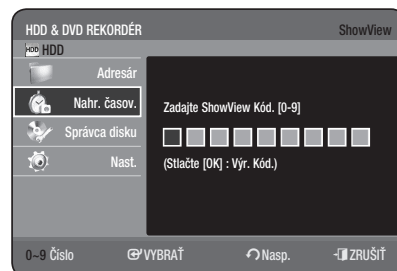 HDD & DVD REKORDÉR ShowView
HDD HDD
Adresár
Nahr. časov.
Zadajte ShowView Kód. [0-9]
Správca disku
Nast.
(Stlačte [OK] : Výr. Kód.)
0~9 Číslo VYBRAŤ Nasp. ZRUŠIŤ